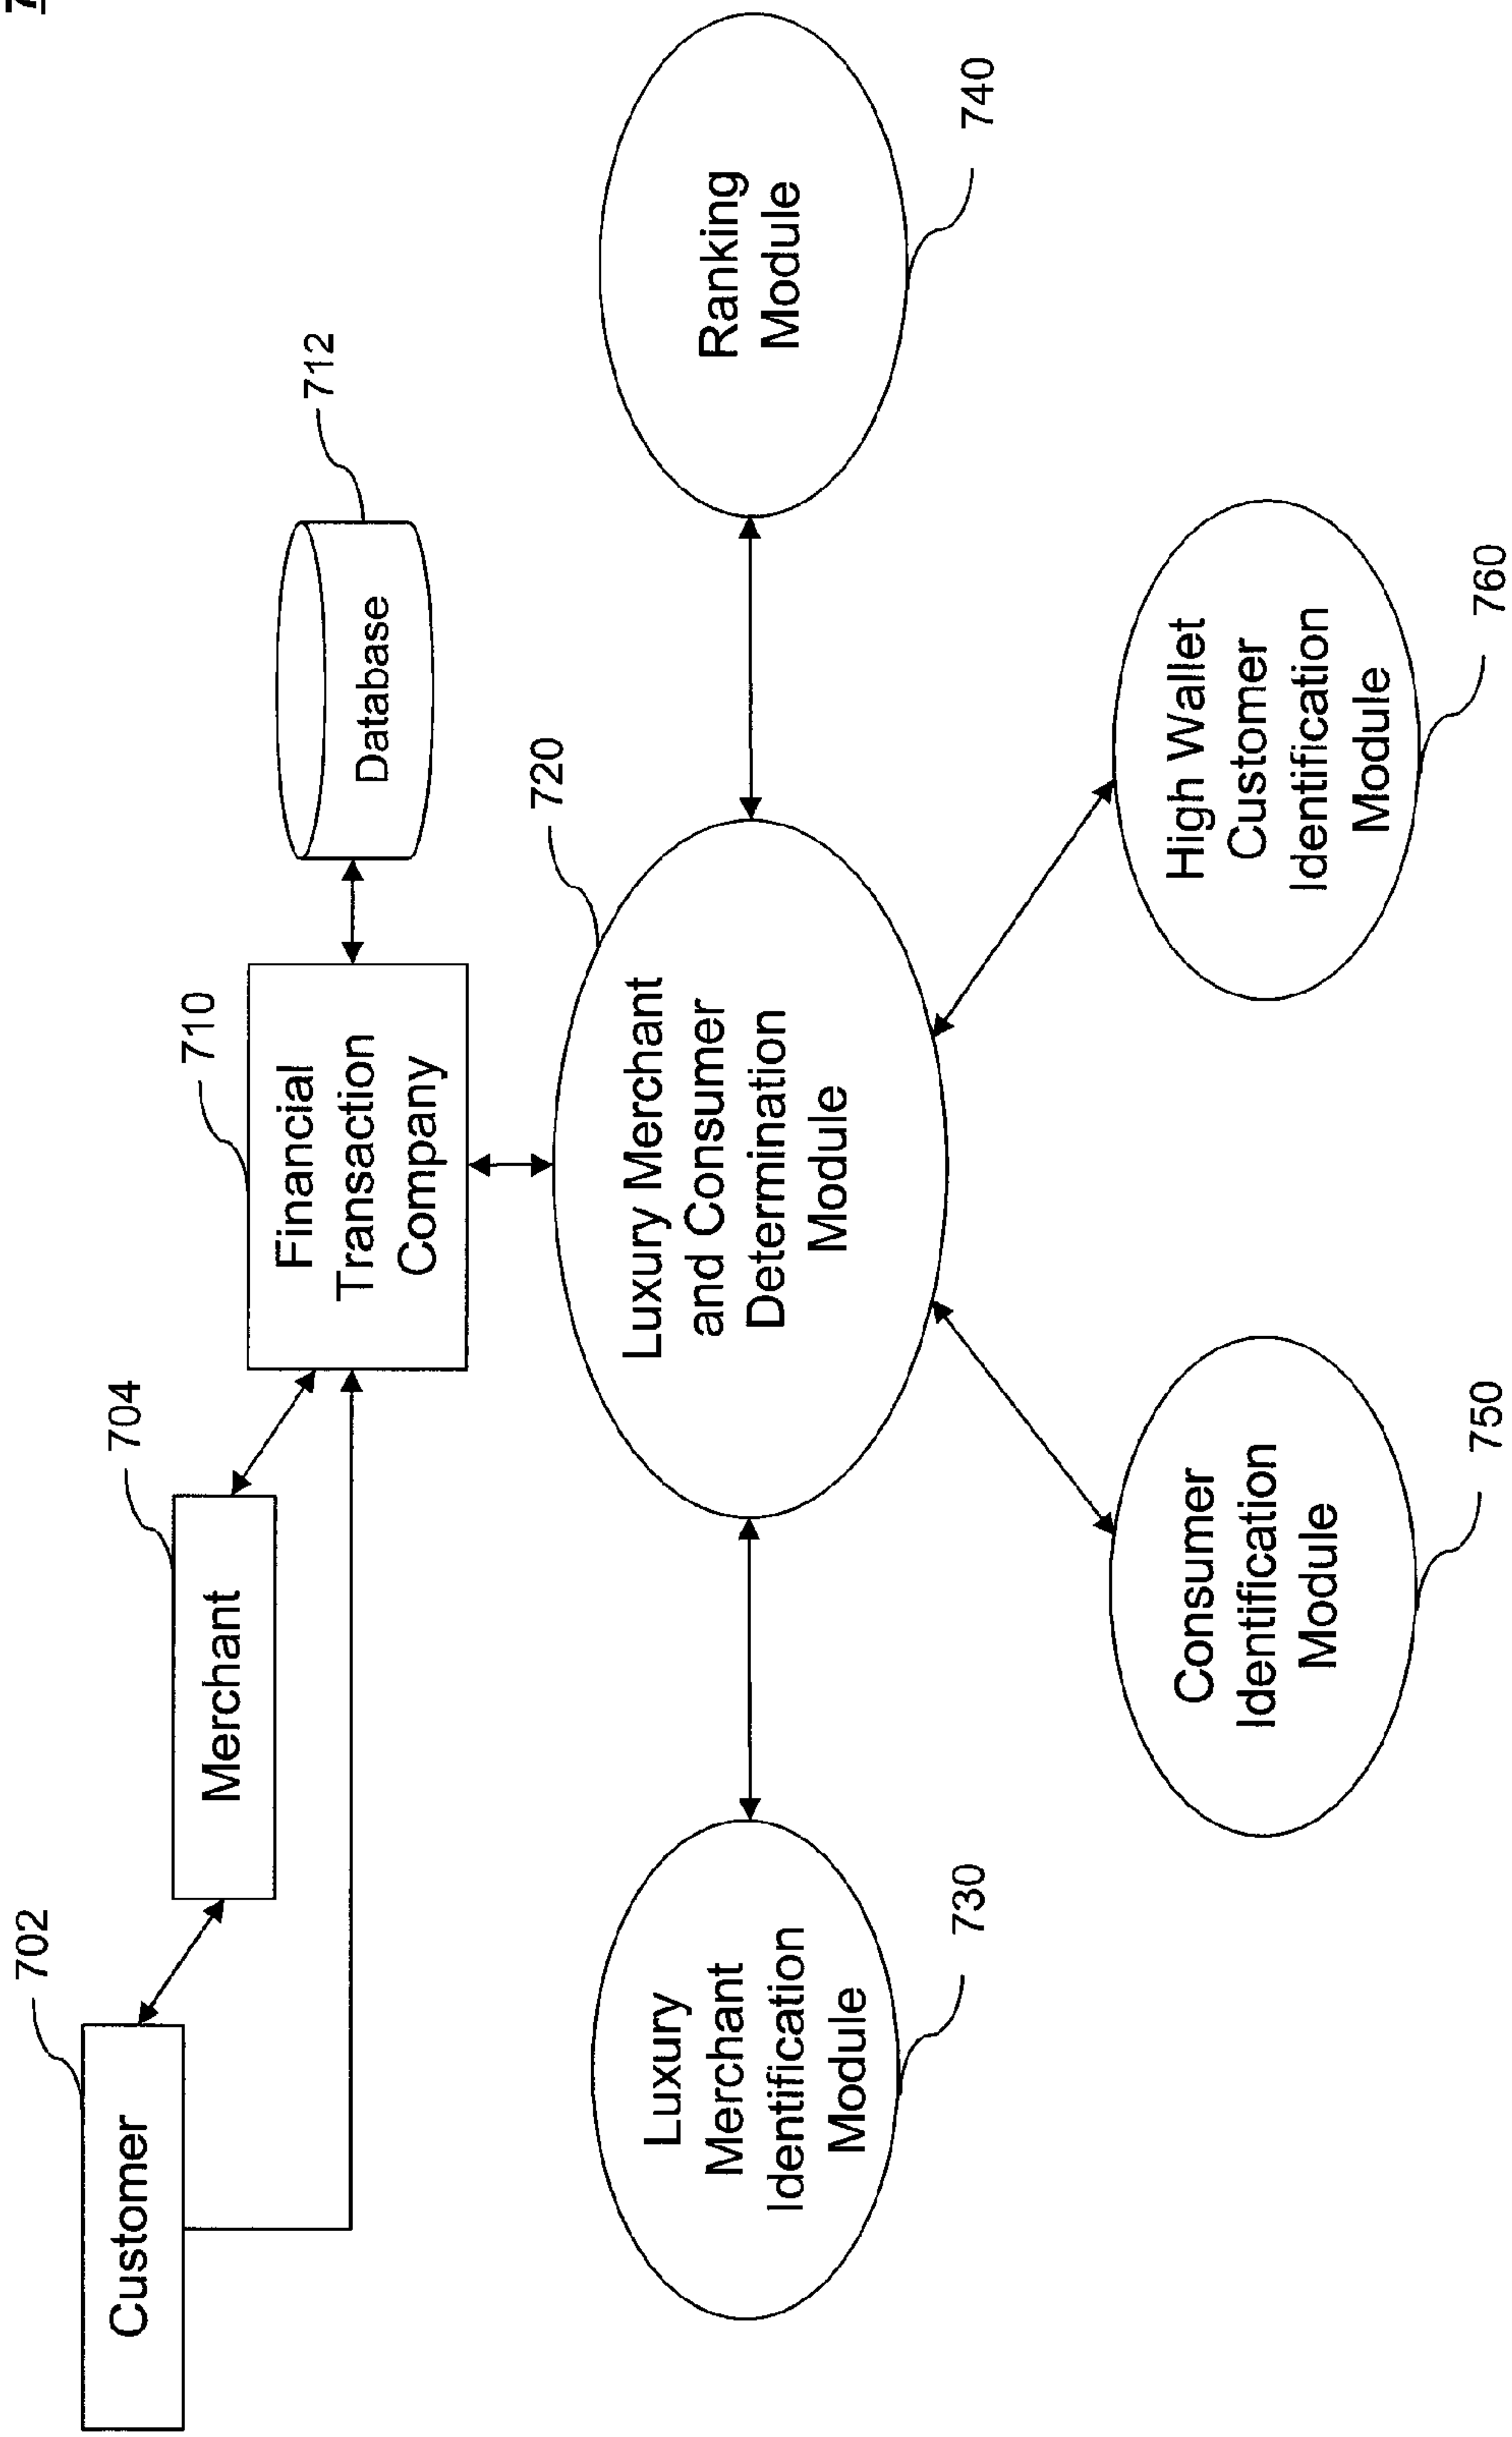 702
Customer
704
Merchant
710
Financial
Transaction
Company
712
Database
720
Luxury Merchant
and Consumer
Determination
Module
Luxury
Merchant
Identification
Module
730
Ranking
Module
740
Consumer
Identification
Module
750
High Wallet
Customer
Identification
Module
760